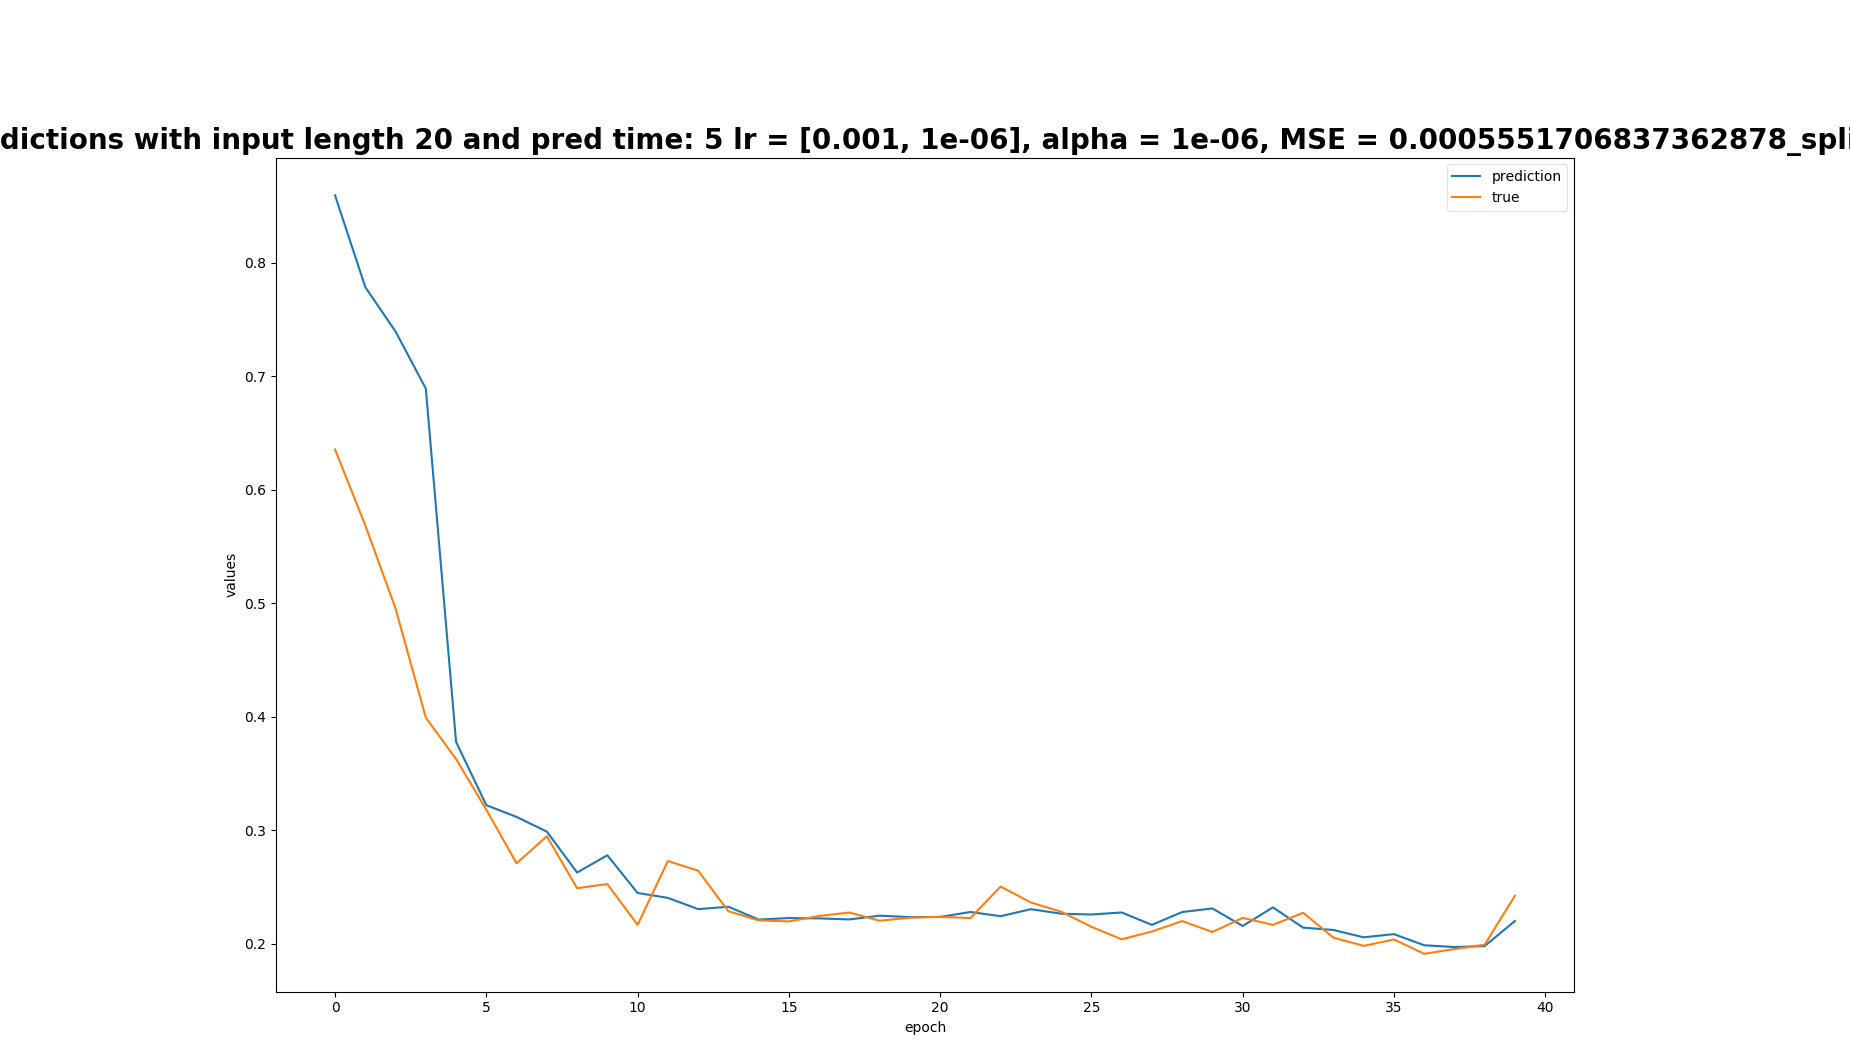 dictions with input length 20 and pred time: 5 lr = [0.001, 1e-06], alpha = 1e-06, MSE = 0.0005551706837362878_spli
prediction
true
0.8
0.7
0.6
0.5
0.4
0.3
0.2
values
0 5 10 15 20 25 30 35 40
epoch